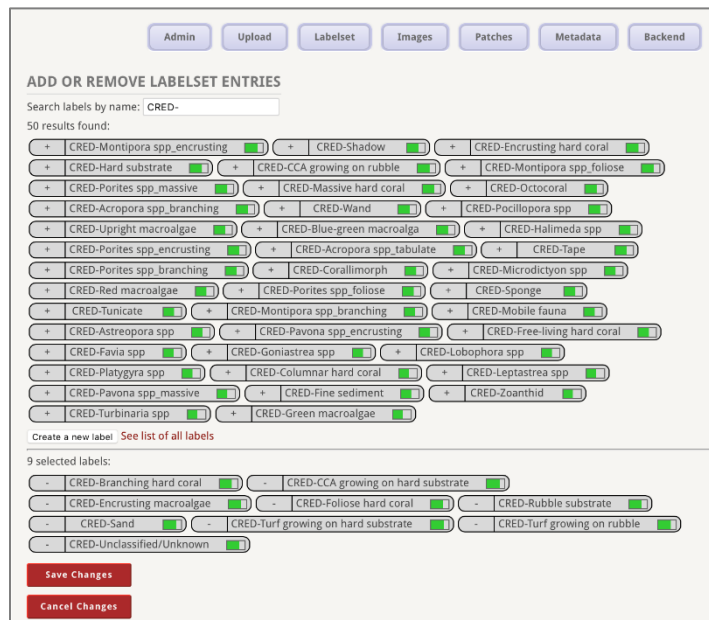 Admin Upload Labelset Images Patches Metadata Backend
ADD OR REMOVE LABELSET ENTRIES
Search labels by name: CRED-
50 results found:
+ CRED-Montipora spp_encrusting + CRED-Shadow + CRED-Encrusting hard coral
+ CRED-Hard substrate + CRED-CCA growing on rubble + CRED-Montipora spp_foliose
+ CRED-Porites spp_massive + CRED-Massive hard coral + CRED-Octocoral
+ CRED-Acropora spp_branching + CRED-Wand + CRED-Pocillopora spp
+ CRED-Upright macroalgae + CRED-Blue-green macroalga + CRED-Halimeda spp
+ CRED-Porites spp_encrusting + CRED-Acropora spp_tabulate + CRED-Tape
+ CRED-Porites spp_branching + CRED-Corallimorph + CRED-Microdictyon spp
+ CRED-Red macroalgae + CRED-Porites spp_foliose + CRED-Sponge
+ CRED-Tunicate + CRED-Montipora spp_branching + CRED-Mobile fauna
+ CRED-Astreopora spp + CRED-Pavona spp_encrusting + CRED-Free-living hard coral
+ CRED-Favia spp + CRED-Goniastrea spp + CRED-Lobophora spp
+ CRED-Platygyra spp + CRED-Columnar hard coral + CRED-Leptastrea spp
+ CRED-Pavona spp_massive + CRED-Fine sediment + CRED-Zoanthid
+ CRED-Turbinaria spp + CRED-Green macroalgae
Create a new label See list of all labels
9 selected labels:
- CRED-Branching hard coral - CRED-CCA growing on hard substrate
- CRED-Encrusting macroalgae - CRED-Foliose hard coral - CRED-Rubble substrate
- CRED-Sand - CRED-Turf growing on hard substrate - CRED-Turf growing on rubble
- CRED-Unclassified/Unknown
Save Changes
Cancel Changes